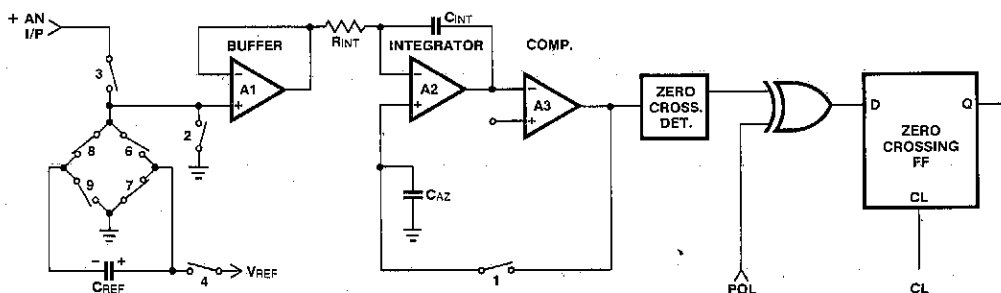 + AN
I/P
3
BUFFER
A1
−
+
2
8
6
9
7
− +
CREF
4
VREF
RINT
CINT
INTEGRATOR
−
A2
+
CAZ
1
COMP.
−
A3
+
ZERO
CROSS.
DET.
POL
D
Q
ZERO
CROSSING
FF
CL
CL